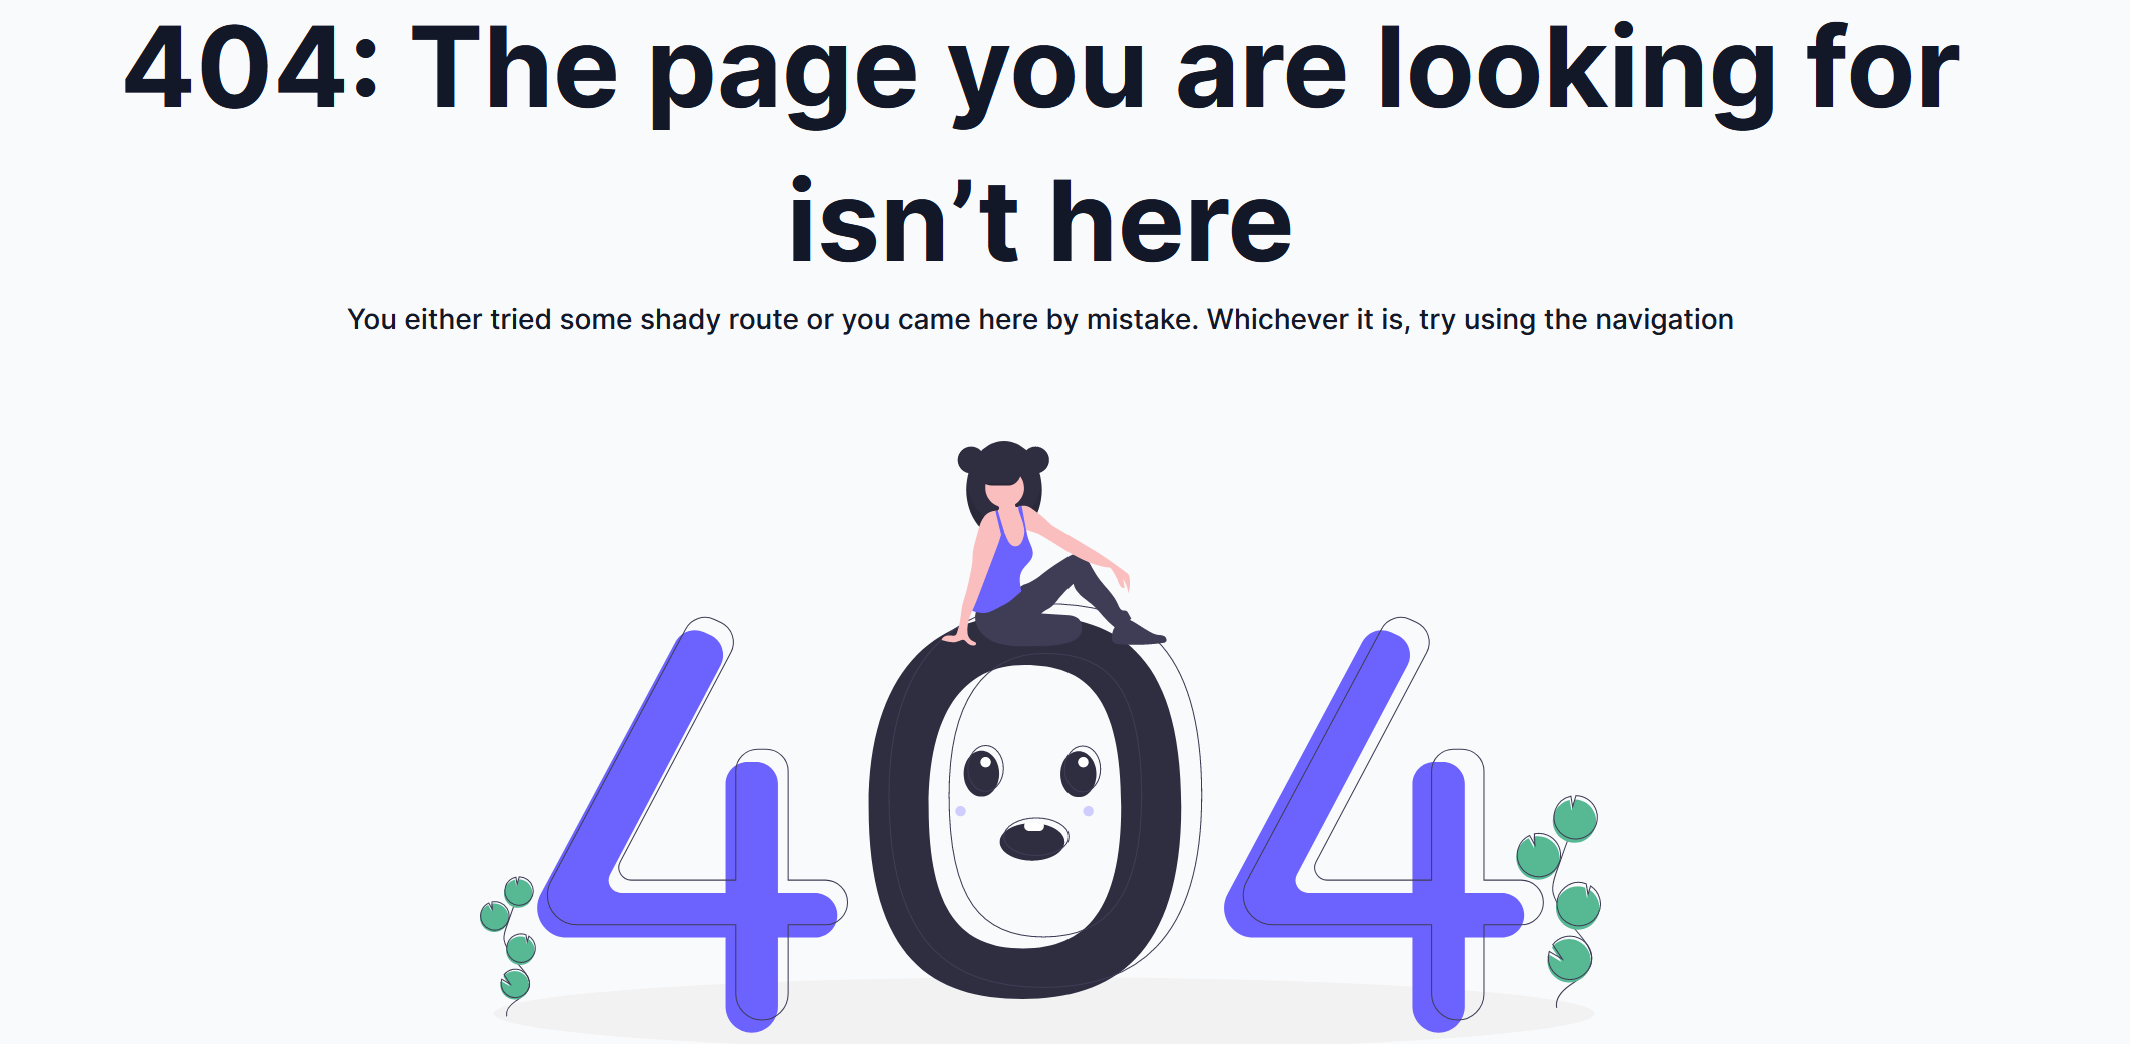 404: The page you are looking for
isn’t here
You either tried some shady route or you came here by mistake. Whichever it is, try using the navigation
404